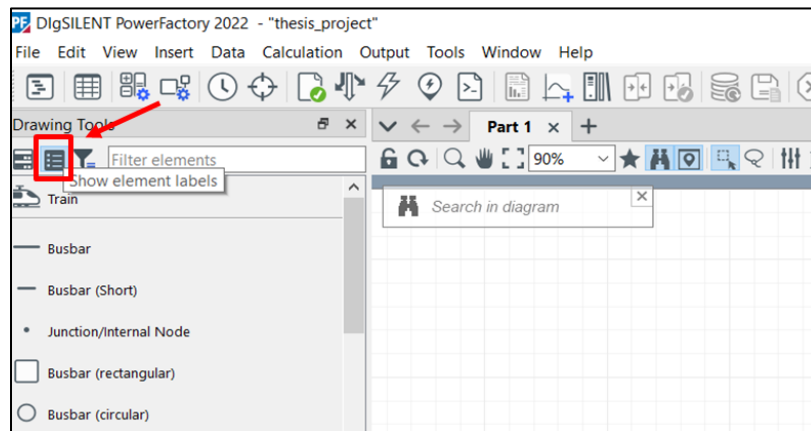 PF DIgSILENT PowerFactory 2022 - "thesis_project"
File Edit View Insert Data Calculation Output Tools Window Help
Drawing Tools
Part 1
Filter elements
90%
Show element labels
Train
Search in diagram
Busbar
Busbar (Short)
Junction/Internal Node
Busbar (rectangular)
Busbar (circular)